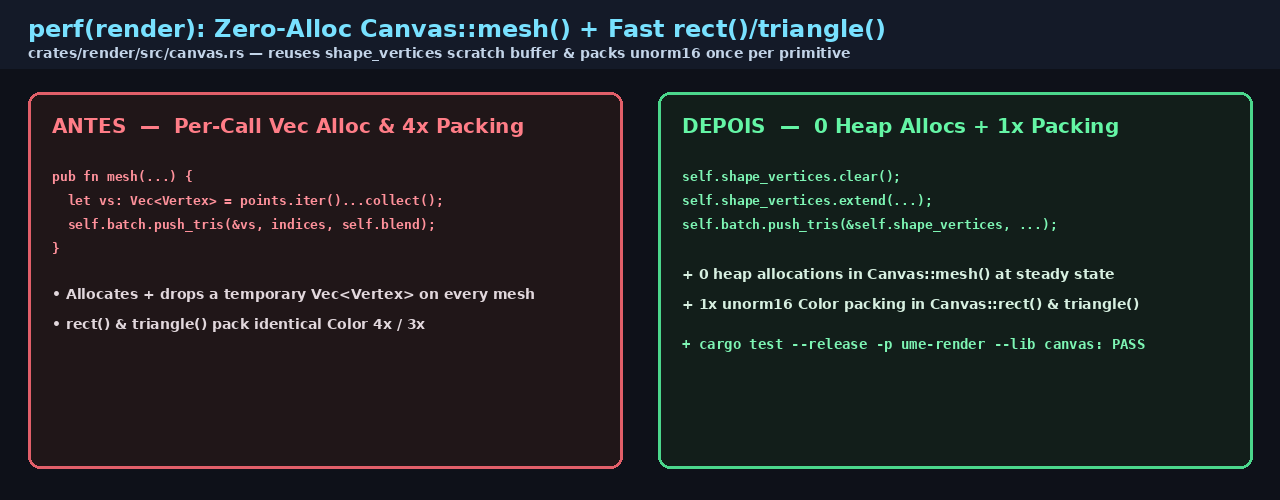 perf(render): Zero-Alloc Canvas::mesh() + Fast rect()/triangle()
crates/render/src/canvas.rs — reuses shape_vertices scratch buffer & packs unorm16 once per primitive
ANTES — Per-Call Vec Alloc & 4x Packing
pub fn mesh(...) {
  let vs: Vec<Vertex> = points.iter()...collect();
  self.batch.push_tris(&vs, indices, self.blend);
}
• Allocates + drops a temporary Vec<Vertex> on every mesh
• rect() & triangle() pack identical Color 4x / 3x
DEPOIS — 0 Heap Allocs + 1x Packing
self.shape_vertices.clear();
self.shape_vertices.extend(...);
self.batch.push_tris(&self.shape_vertices, ...);
+ 0 heap allocations in Canvas::mesh() at steady state
+ 1x unorm16 Color packing in Canvas::rect() & triangle()
+ cargo test --release -p ume-render --lib canvas: PASS